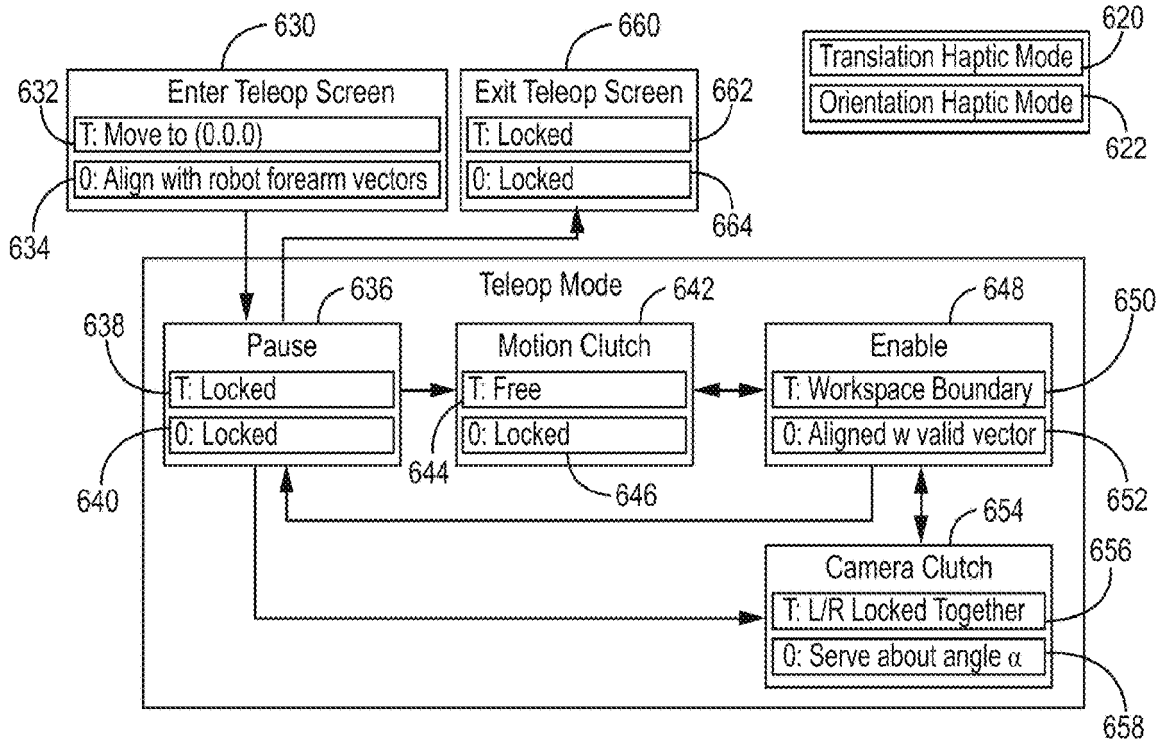 630
660
620
Translation Haptic Mode
Orientation Haptic Mode
622
632
Enter Teleop Screen
T: Move to (0.0.0)
0: Align with robot forearm vectors
634
Exit Teleop Screen
662
T: Locked
0: Locked
664
Teleop Mode
636
638
Pause
T: Locked
0: Locked
640
642
Motion Clutch
T: Free
0: Locked
644
646
648
650
Enable
T: Workspace Boundary
0: Aligned w valid vector
652
654
656
Camera Clutch
T: L/R Locked Together
0: Serve about angle α
658